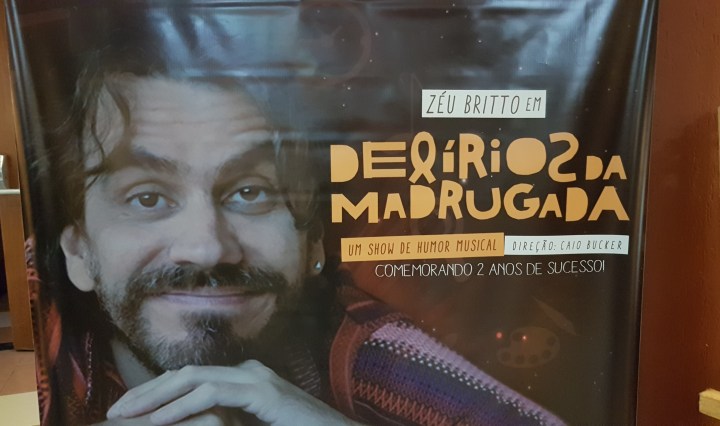 ZÉU BRITTO EM
DELÍRIOS DA
MADRUGADA
UM SHOW DE HUMOR MUSICAL DIREÇÃO: CAIO BUCKER
COMEMORANDO 2 ANOS DE SUCESSO!